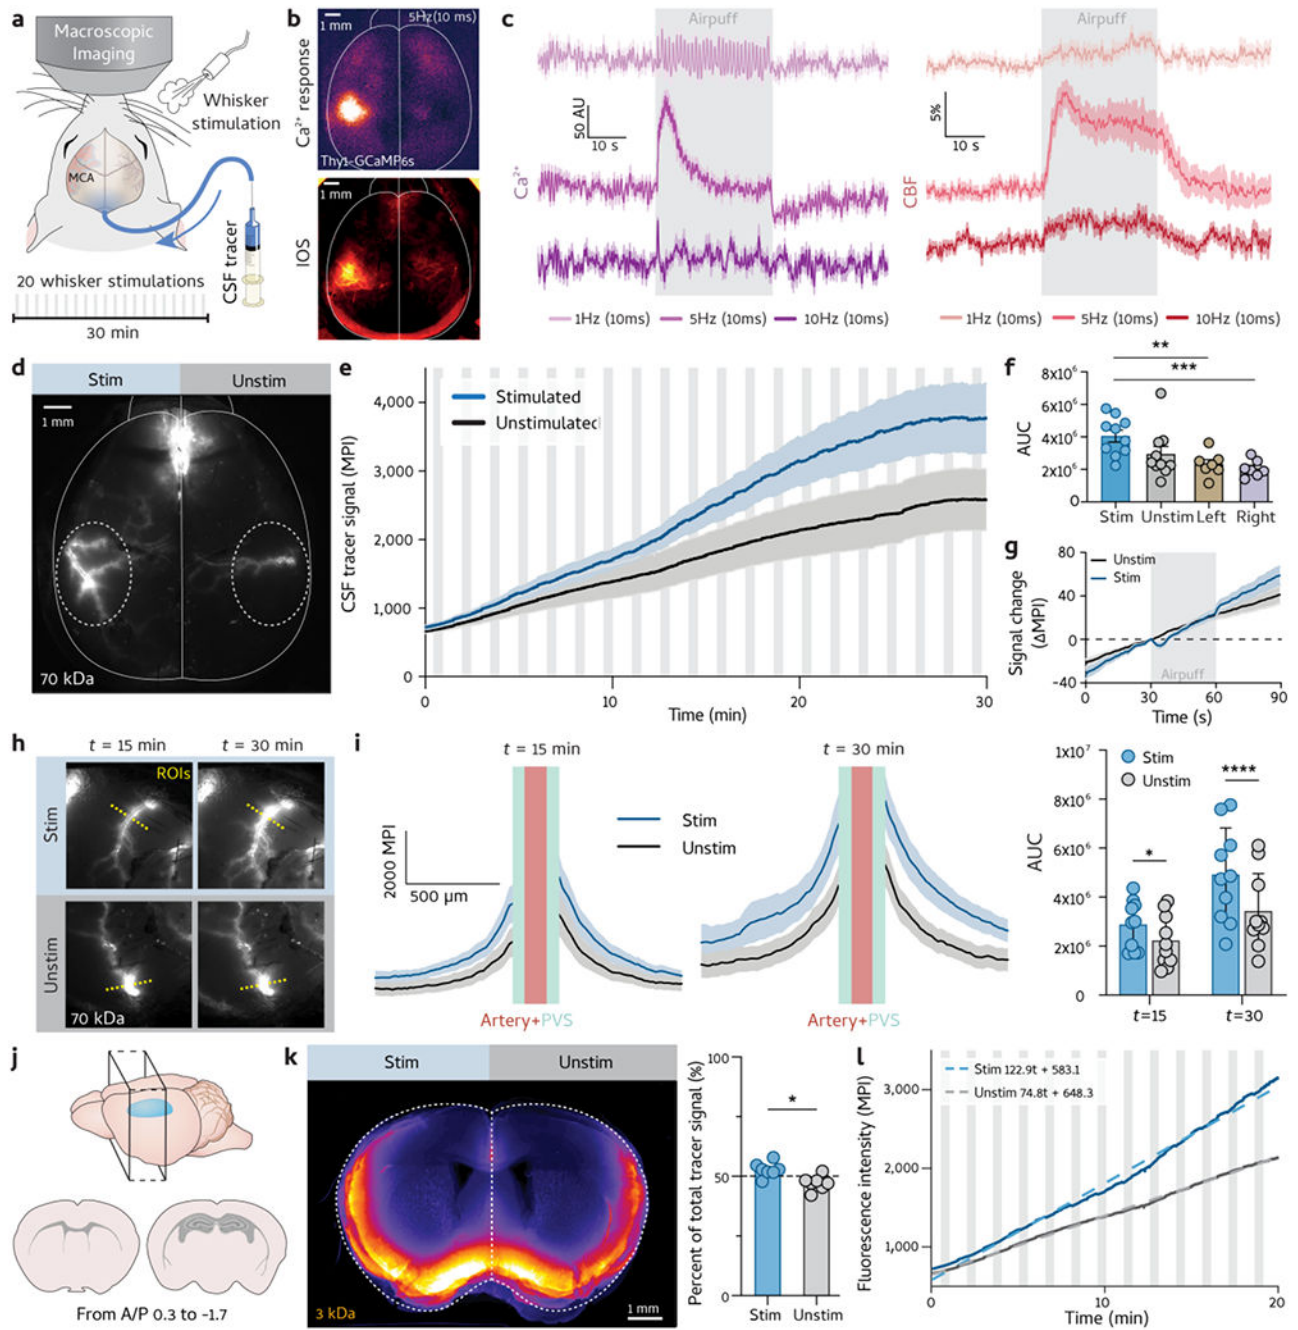 a
Macroscopic
Imaging
Whisker
stimulation
MCA
CSF tracer
20 whisker stimulations
30 min
b
5Hz(10 ms)
1 mm
Ca²⁺ response
Thy1-GCaMP6s
1 mm
IOS
c
Airpuff
50 AU
10 s
Ca²⁺
1Hz (10ms)
5Hz (10ms)
10Hz (10ms)
Airpuff
5%
10 s
CBF
1Hz (10ms)
5Hz (10ms)
10Hz (10ms)
d
Stim
Unstim
1 mm
70 kDa
e
Stimulated
Unstimulated
CSF tracer signal (MPI)
4,000
3,000
2,000
1,000
0
0
10
20
30
Time (min)
f
**
***
AUC
8x10⁶
6x10⁶
4x10⁶
2x10⁶
0
Stim
Unstim
Left
Right
g
Unstim
Stim
Signal change
(ΔMPI)
80
40
0
-40
Airpuff
0
30
60
90
Time (s)
h
t = 15 min
t = 30 min
ROIs
Stim
Unstim
70 kDa
i
t = 15 min
2000 MPI
500 µm
Stim
Unstim
Artery+PVS
t = 30 min
Artery+PVS
Stim
Unstim
****
*
AUC
1x10⁷
8x10⁶
6x10⁶
4x10⁶
2x10⁶
0
t=15
t=30
j
From A/P 0.3 to -1.7
k
Stim
Unstim
3 kDa
1 mm
Percent of total tracer signal (%)
100
50
0
*
Stim
Unstim
l
Stim 122.9t + 583.1
Unstim 74.8t + 648.3
Fluorescence intensity (MPI)
3,000
2,000
1,000
0
10
20
Time (min)